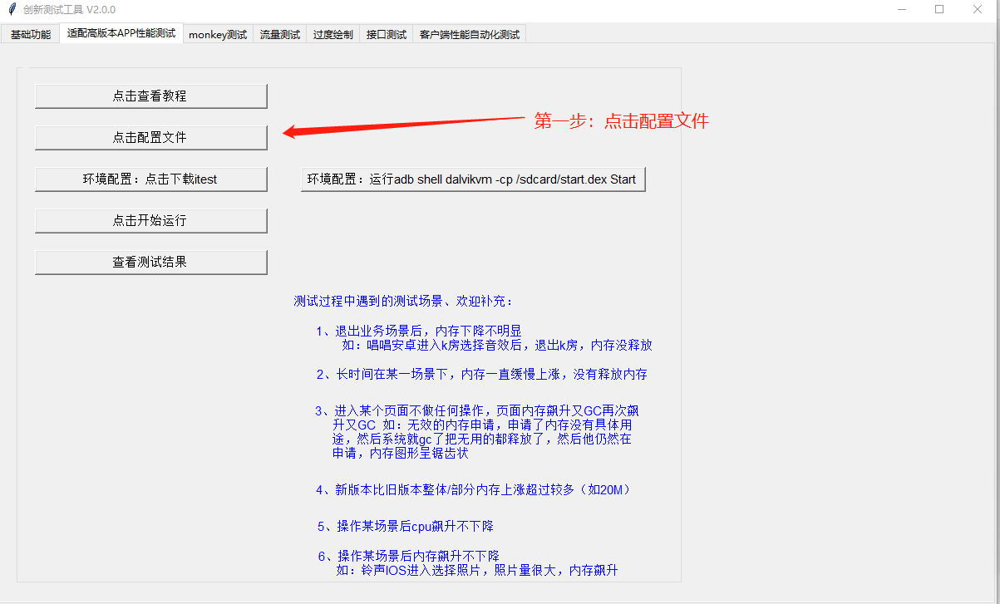 创新测试工具 V2.0.0
基础功能 适配高版本APP性能测试 monkey测试 流量测试 过度绘制 接口测试 客户端性能自动化测试
点击查看教程
第一步：点击配置文件
点击配置文件
环境配置：点击下载itest 环境配置：运行adb shell dalvikvm -cp /sdcard/start.dex Start
点击开始运行
查看测试结果
测试过程中遇到的测试场景、欢迎补充：
1、退出业务场景后，内存下降不明显
如：唱唱安卓进入k房选择音效后，退出k房，内存没释放
2、长时间在某一场景下，内存一直缓慢上涨，没有释放内存
3、进入某个页面不做任何操作，页面内存飙升又GC再次飙
升又GC 如：无效的内存申请，申请了内存没有具体用
途，然后系统就gc了把无用的都释放了，然后他仍然在
申请，内存图形呈锯齿状
4、新版本比旧版本整体/部分内存上涨超过较多（如20M）
5、操作某场景后cpu飙升不下降
6、操作某场景后内存飙升不下降
如：铃声IOS进入选择照片，照片量很大，内存飙升